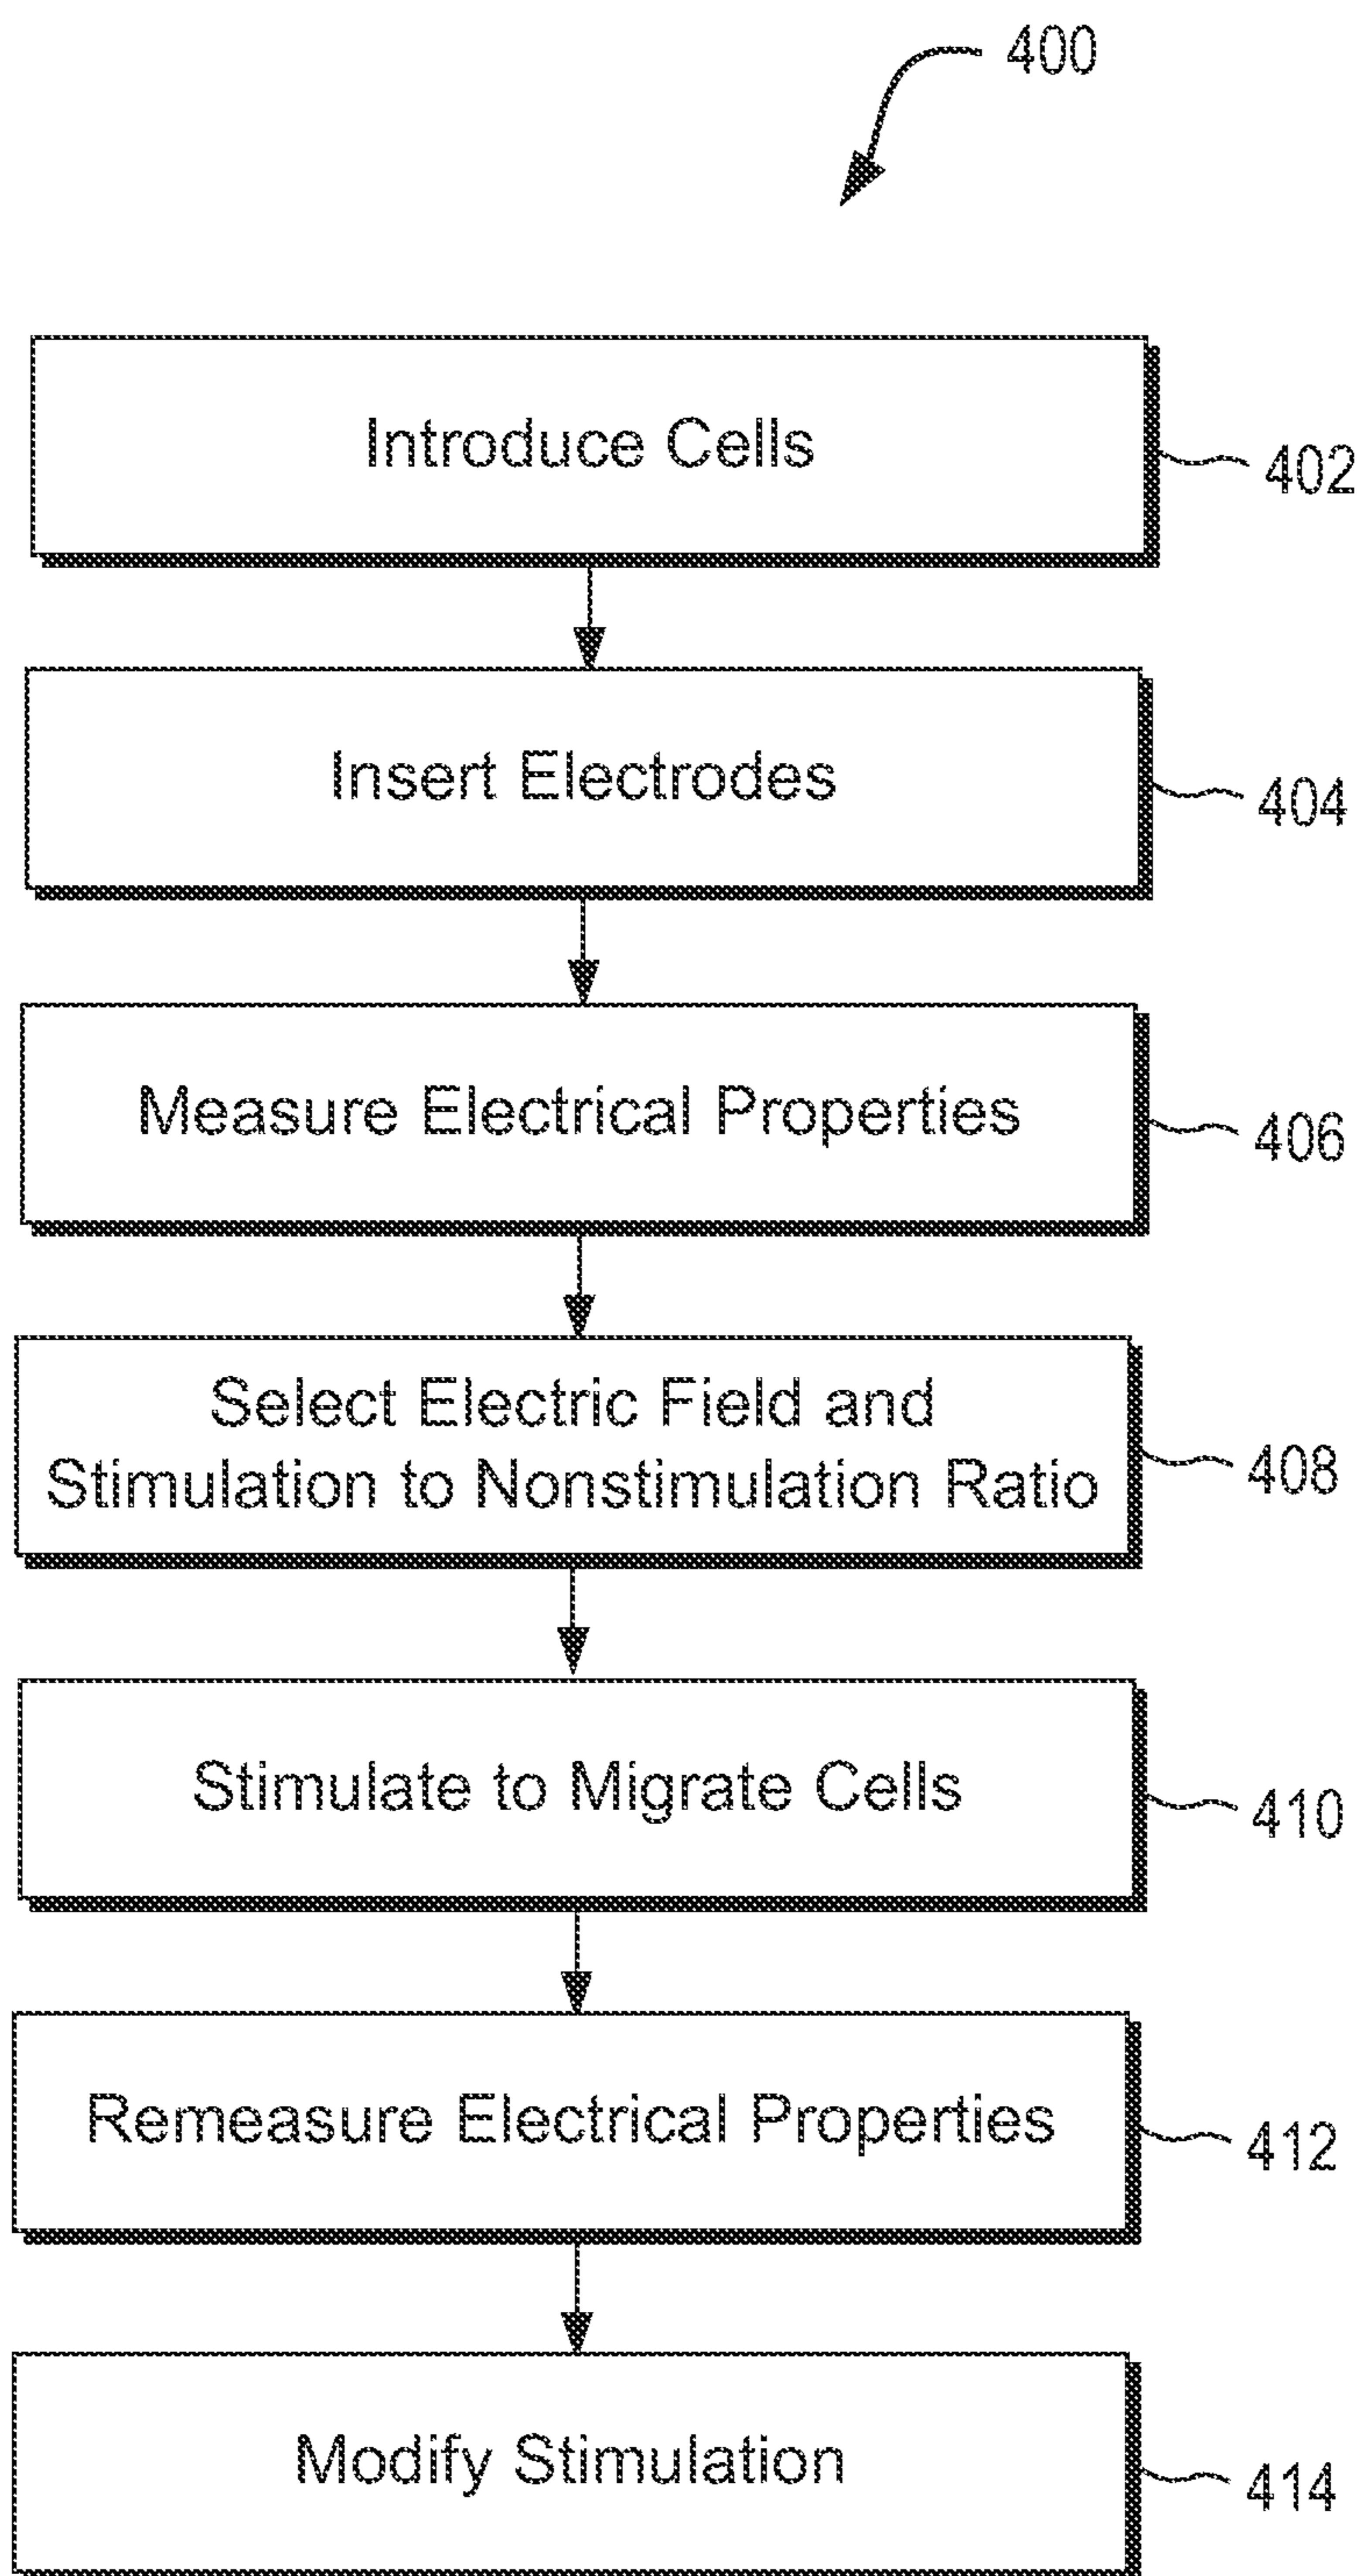 400
Introduce Cells
402
Insert Electrodes
404
Measure Electrical Properties
406
Select Electric Field and
Stimulation to Nonstimulation Ratio
408
Stimulate to Migrate Cells
410
Remeasure Electrical Properties
412
Modify Stimulation
414